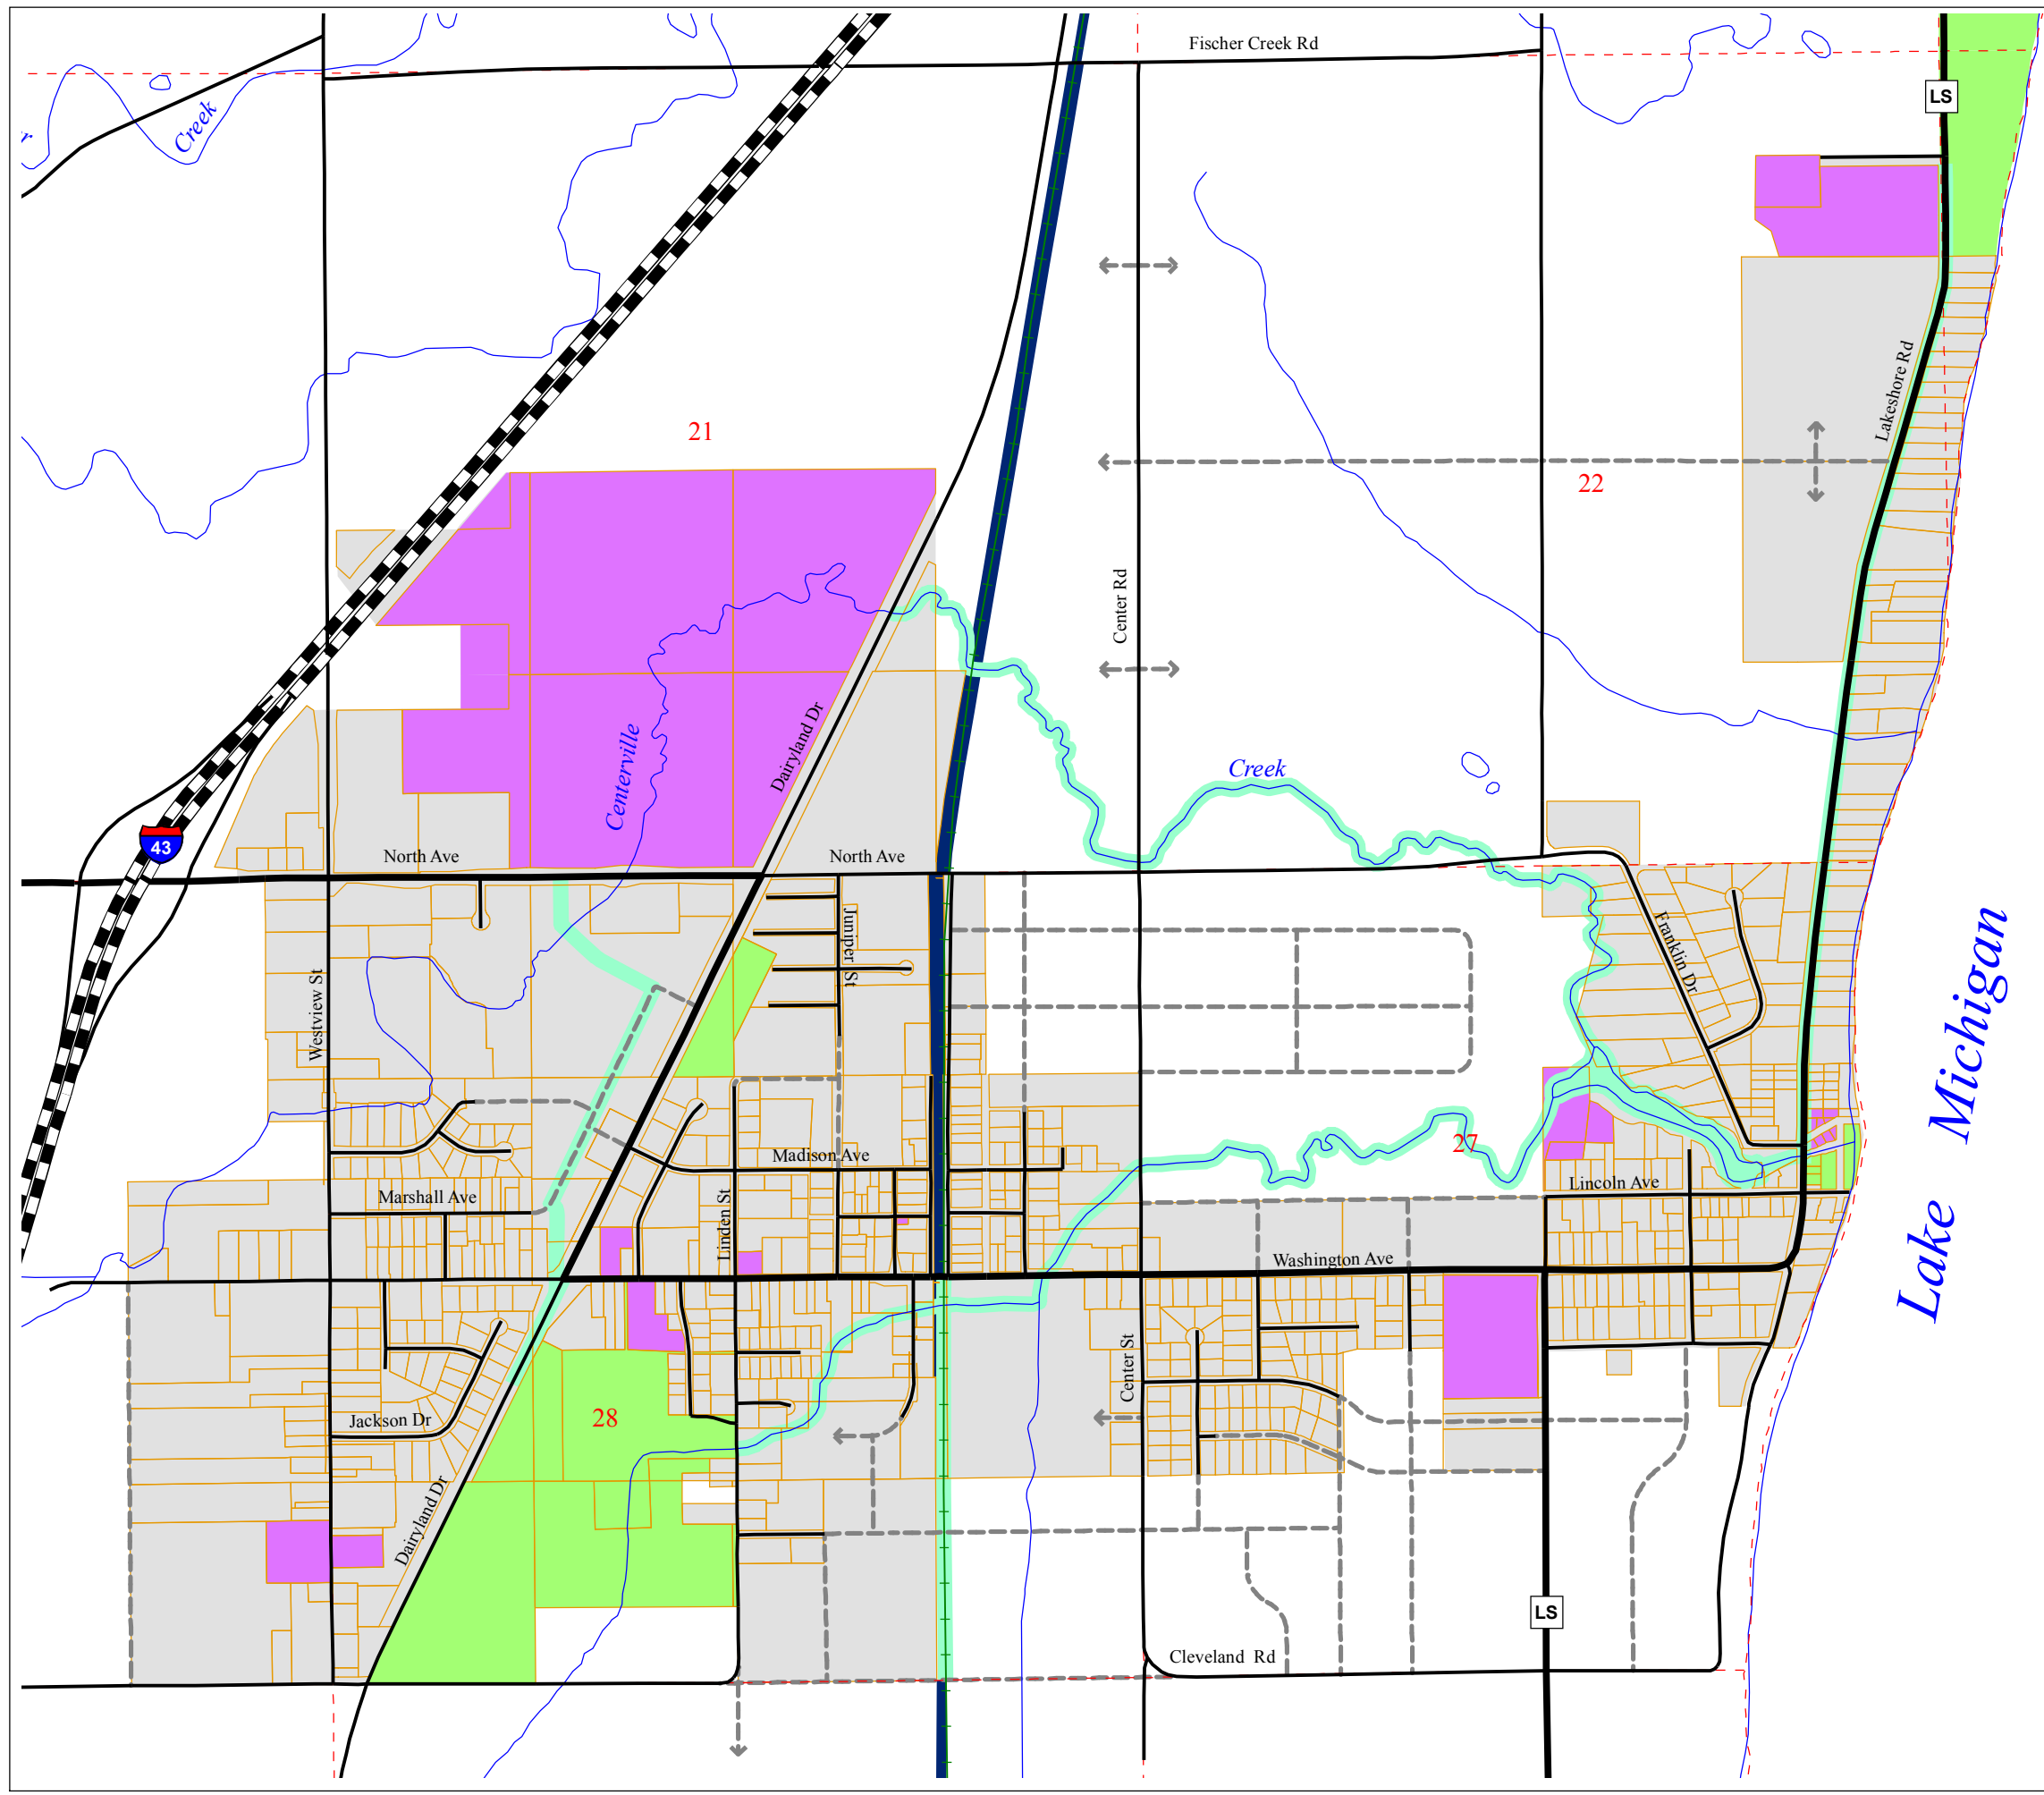 Fischer Creek Rd
LS
Creek
r
21
Lakeshore Rd
22
Center Rd
Dairyland Dr
Centerville
Creek
43
North Ave
North Ave
Juniper St
Franklin Dr
Westview St
Lake Michigan
27
Madison Ave
Marshall Ave
Lincoln Ave
Linden St
Washington Ave
Center St
28
Jackson Dr
Dairyland Dr
LS
Cleveland Rd